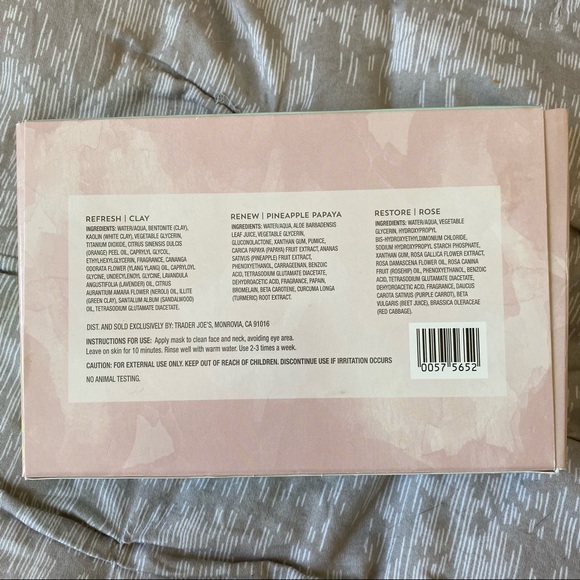 REFRESH | CLAY
INGREDIENTS: WATER/AQUA, BENTONITE (CLAY),
KAOLIN (WHITE CLAY), VEGETABLE GLYCERIN,
TITANIUM DIOXIDE, CITRUS SINENSIS DULCIS
(ORANGE) PEEL OIL, CAPRYLYL GLYCOL,
ETHYLHEXYLGLYCERIN, FRAGRANCE, CANANGA
ODORATA FLOWER (YLANG YLANG) OIL, CAPRYLOYL
GLYCINE, UNDECYLENOYL GLYCINE, LAVANDULA
ANGUSTIFOLIA (LAVENDER) OIL, CITRUS
AURANTIUM AMARA FLOWER (NEROLI) OIL, ILLITE
(GREEN CLAY), SANTALUM ALBUM (SANDALWOOD)
OIL, TETRASODIUM GLUTAMATE DIACETATE.
RENEW | PINEAPPLE PAPAYA
INGREDIENTS: WATER/AQUA, ALOE BARBADENSIS
LEAF JUICE, VEGETABLE GLYCERIN,
GLUCONOLACTONE, XANTHAN GUM, PUMICE,
CARICA PAPAYA (PAPAYA) FRUIT EXTRACT, ANANAS
SATIVUS (PINEAPPLE) FRUIT EXTRACT,
PHENOXYETHANOL, CARRAGEENAN, BENZOIC
ACID, TETRASODIUM GLUTAMATE DIACETATE,
DEHYDROACETIC ACID, FRAGRANCE, PAPAIN,
BROMELAIN, BETA CAROTENE, CURCUMA LONGA
(TURMERIC) ROOT EXTRACT.
RESTORE | ROSE
INGREDIENTS: WATER/AQUA, VEGETABLE
GLYCERIN, HYDROXYPROPYL
BIS-HYDROXYETHYLDIMONIUM CHLORIDE,
SODIUM HYDROXYPROPYL STARCH PHOSPHATE,
XANTHAN GUM, ROSA GALLICA FLOWER EXTRACT,
ROSA DAMASCENA FLOWER OIL, ROSA CANINA
FRUIT (ROSEHIP) OIL, PHENOXYETHANOL, BENZOIC
ACID, TETRASODIUM GLUTAMATE DIACETATE,
DEHYDROACETIC ACID, FRAGRANCE, DAUCUS
CAROTA SATIVUS (PURPLE CARROT), BETA
VULGARIS (BEET JUICE), BRASSICA OLERACEA
(RED CABBAGE).
DIST. AND SOLD EXCLUSIVELY BY: TRADER JOE'S, MONROVIA, CA 91016
INSTRUCTIONS FOR USE: Apply mask to clean face and neck, avoiding eye area.
Leave on skin for 10 minutes. Rinse well with warm water. Use 2-3 times a week.
CAUTION: FOR EXTERNAL USE ONLY. KEEP OUT OF REACH OF CHILDREN. DISCONTINUE USE IF IRRITATION OCCURS
NO ANIMAL TESTING.
0057 5652